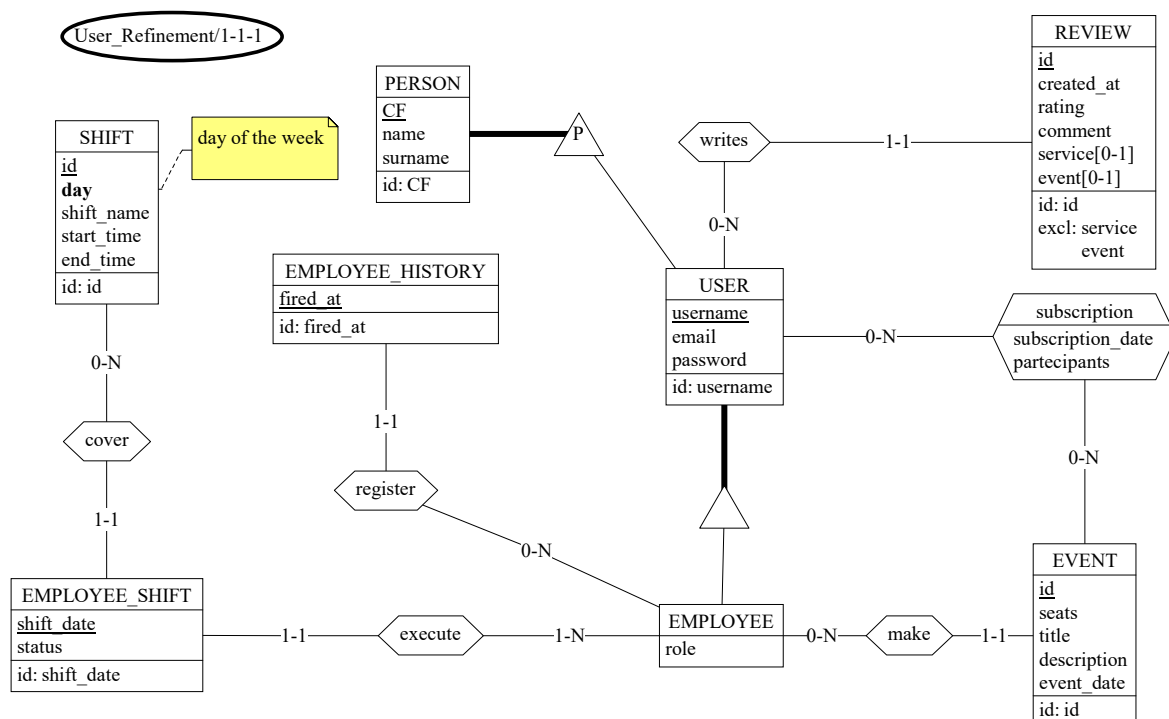 User_Refinement/1-1-1
SHIFT
id
day
shift_name
start_time
end_time
id: id
day of the week
PERSON
CF
name
surname
id: CF
P
writes
1-1
0-N
REVIEW
id
created_at
rating
comment
service[0-1]
event[0-1]
id: id
excl: service
event
EMPLOYEE_HISTORY
fired_at
id: fired_at
USER
username
email
password
id: username
0-N
subscription
subscription_date
partecipants
0-N
cover
1-1
1-1
register
0-N
0-N
EMPLOYEE_SHIFT
shift_date
status
id: shift_date
1-1
execute
1-N
EMPLOYEE
role
0-N
make
1-1
EVENT
id
seats
title
description
event_date
id: id